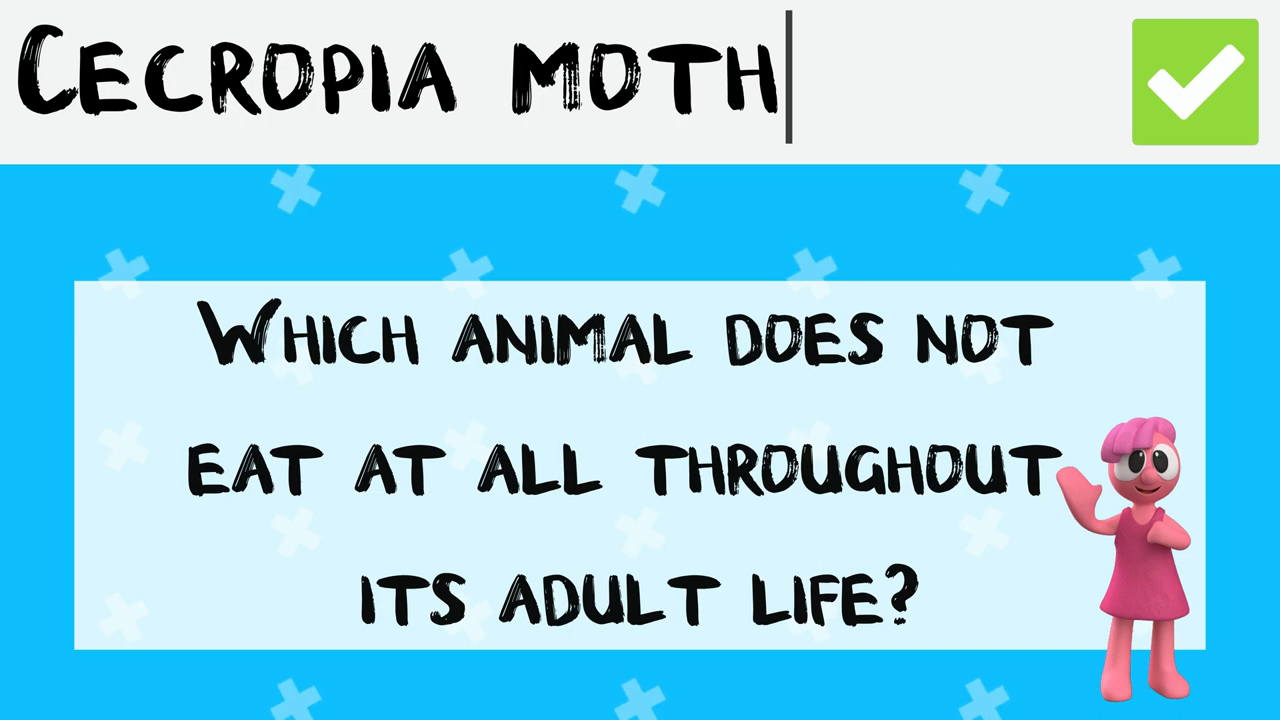 Cecropia moth
Which animal does not
eat at all throughout
its adult life?